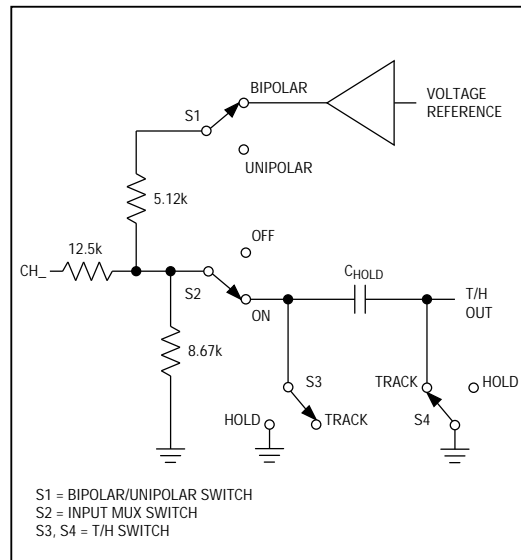 BIPOLAR
VOLTAGE
REFERENCE
S1
UNIPOLAR
5.12k
12.5k
CH_
OFF
CHOLD
S2
ON
T/H
OUT
8.67k
S3
TRACK
HOLD
HOLD
TRACK
S4
S1 = BIPOLAR/UNIPOLAR SWITCH
S2 = INPUT MUX SWITCH
S3, S4 = T/H SWITCH